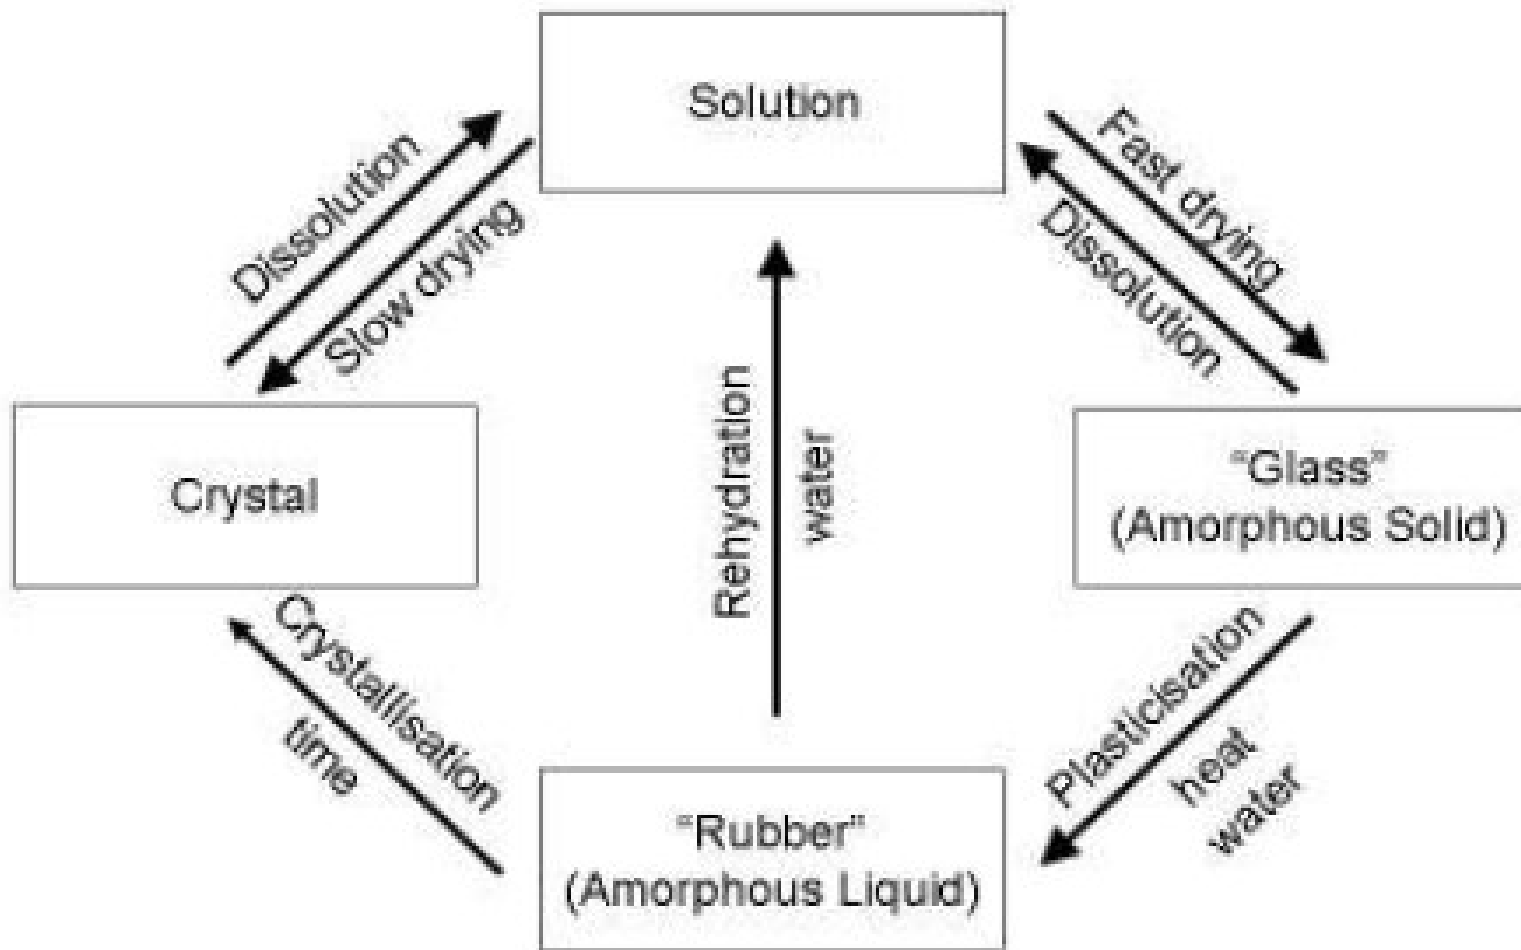 Solution
Dissolution
Slow drying
Fast drying
Dissolution
Rehydration
water
Crystal
"Glass"
(Amorphous Solid)
Crystallisation
time
Plasticisation
heat
water
"Rubber"
(Amorphous Liquid)